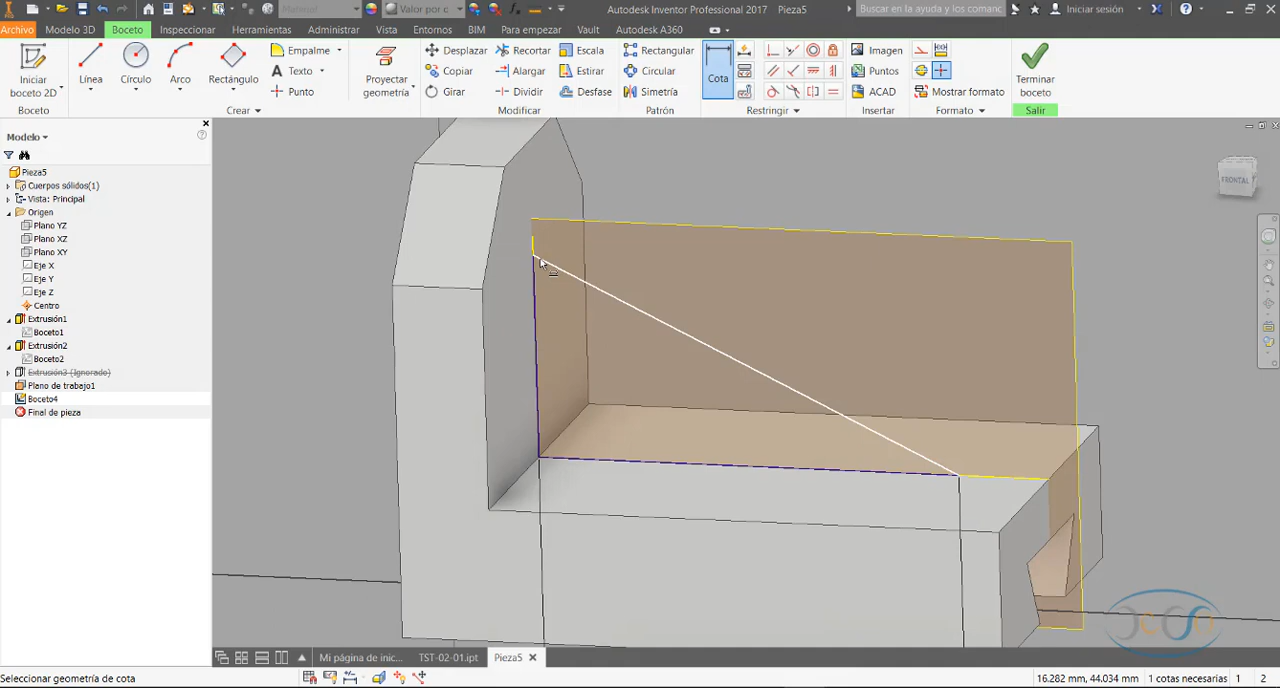 Material
Valor por c
Autodesk Inventor Professional 2017 Pieza5
Buscar en la ayuda y los comanc
Iniciar sesión
Archivo Modelo 3D Boceto Inspeccionar Herramientas Administrar Vista Entornos BIM Para empezar Vault Autodesk A360
Iniciar
boceto 2D
Boceto
Línea
Círculo
Arco
Rectángulo
Empalme
Texto
Punto
Crear
Proyectar
geometría
Desplazar Recortar Escala
Copiar Alargar Estirar
Girar Dividir Desfase
Modificar
Rectangular
Circular
Simetría
Patrón
Cota
Restringir
Imagen
Puntos
ACAD
Insertar
Mostrar formato
Formato
Terminar
boceto
Salir
Modelo
Pieza5
Cuerpos sólidos(1)
Vista: Principal
Origen
Plano YZ
Plano XZ
Plano XY
Eje X
Eje Y
Eje Z
Centro
Extrusión1
Boceto1
Extrusión2
Boceto2
Extrusión3 (Ignorado)
Plano de trabajo1
Boceto4
Final de pieza
FRONTAL
Mi página de inic... TST-02-01.ipt Pieza5
Seleccionar geometría de cota
16.282 mm, 44.034 mm 1 cotas necesarias 1 2